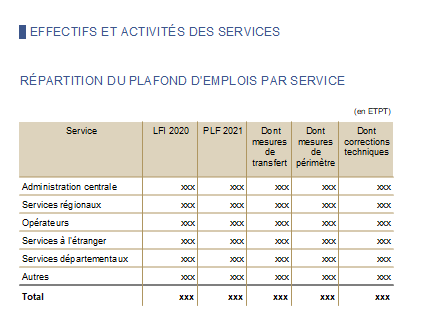 EFFECTIFS ET ACTIVITÉS DES SERVICES
RÉPARTITION DU PLAFOND D'EMPLOIS PAR SERVICE
(en ETPT)
Service LFI 2020 PLF 2021 Dont mesures de transfert Dont mesures de périmètre Dont corrections techniques
Administration centrale xxx xxx xxx xxx xxx
Services régionaux xxx xxx xxx xxx xxx
Opérateurs xxx xxx xxx xxx xxx
Services à l'étranger xxx xxx xxx xxx xxx
Services départementaux xxx xxx xxx xxx xxx
Autres xxx xxx xxx xxx xxx
Total xxx xxx xxx xxx xxx